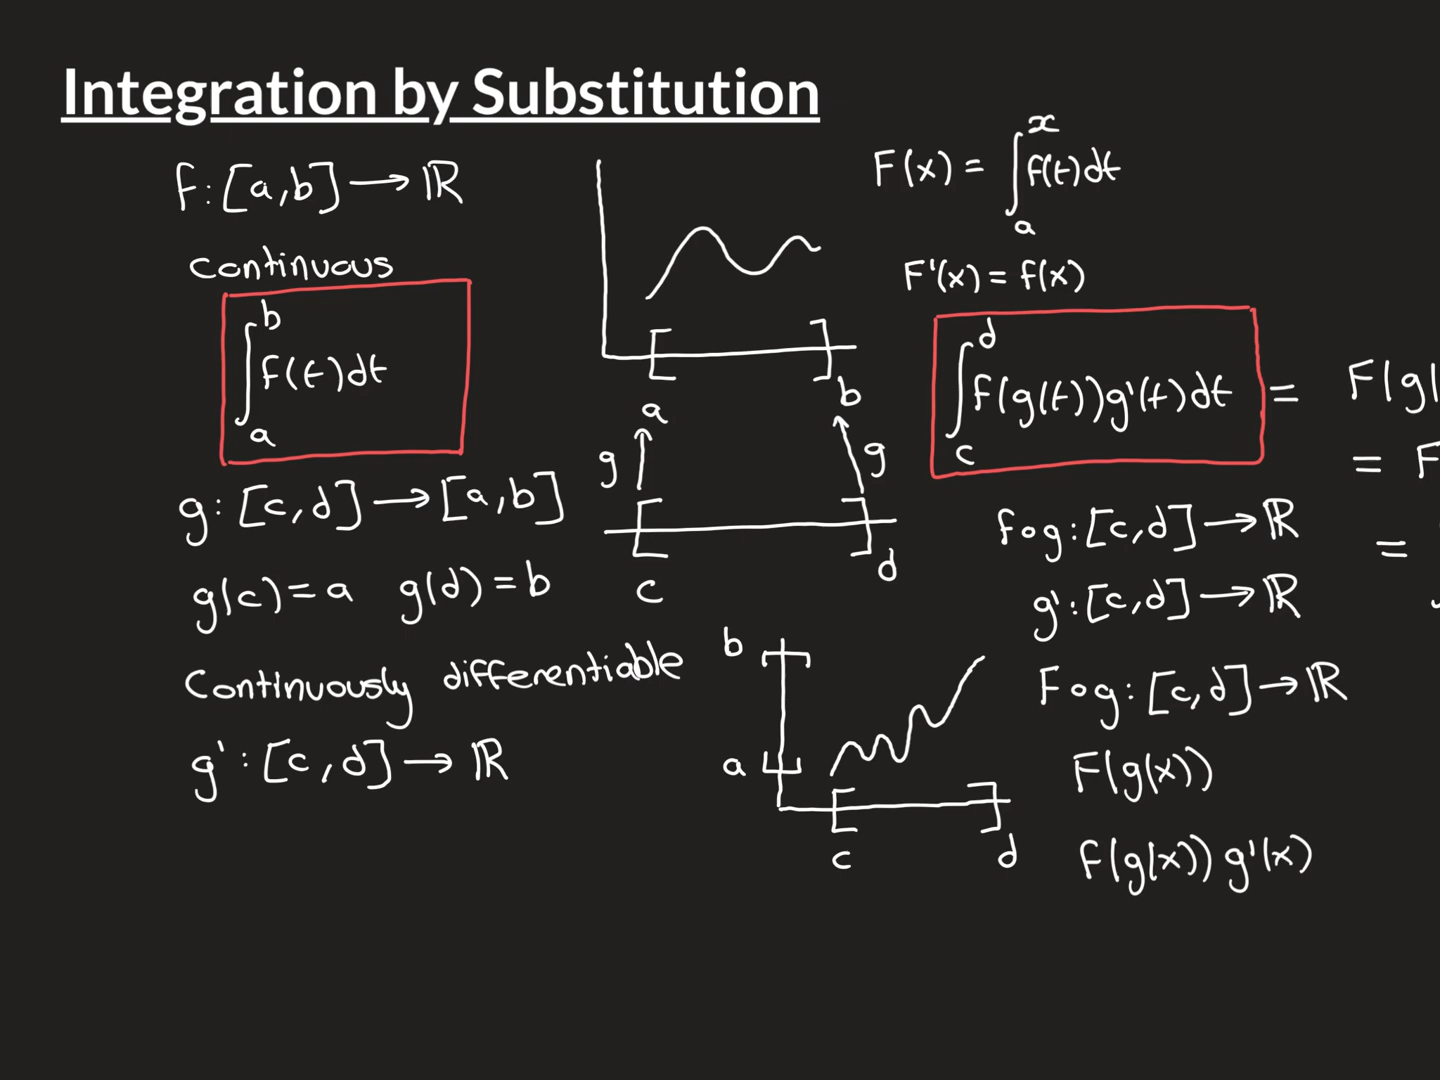 Integration by Substitution
f: [a,b] → ℝ
continuous
∫_a^b f(t)dt
g: [c,d] → [a,b]
g(c) = a g(d) = b
Continuously differentiable
g': [c,d] → ℝ
a b
g g
c d
b
a
c d
F(x) = ∫_a^x f(t)dt
F'(x) = f(x)
∫_c^d f(g(t))g'(t)dt = F(g(
= F
=
f∘g: [c,d] → ℝ
g': [c,d] → ℝ
F∘g: [c,d] → ℝ
F(g(x))
f(g(x)) g'(x)